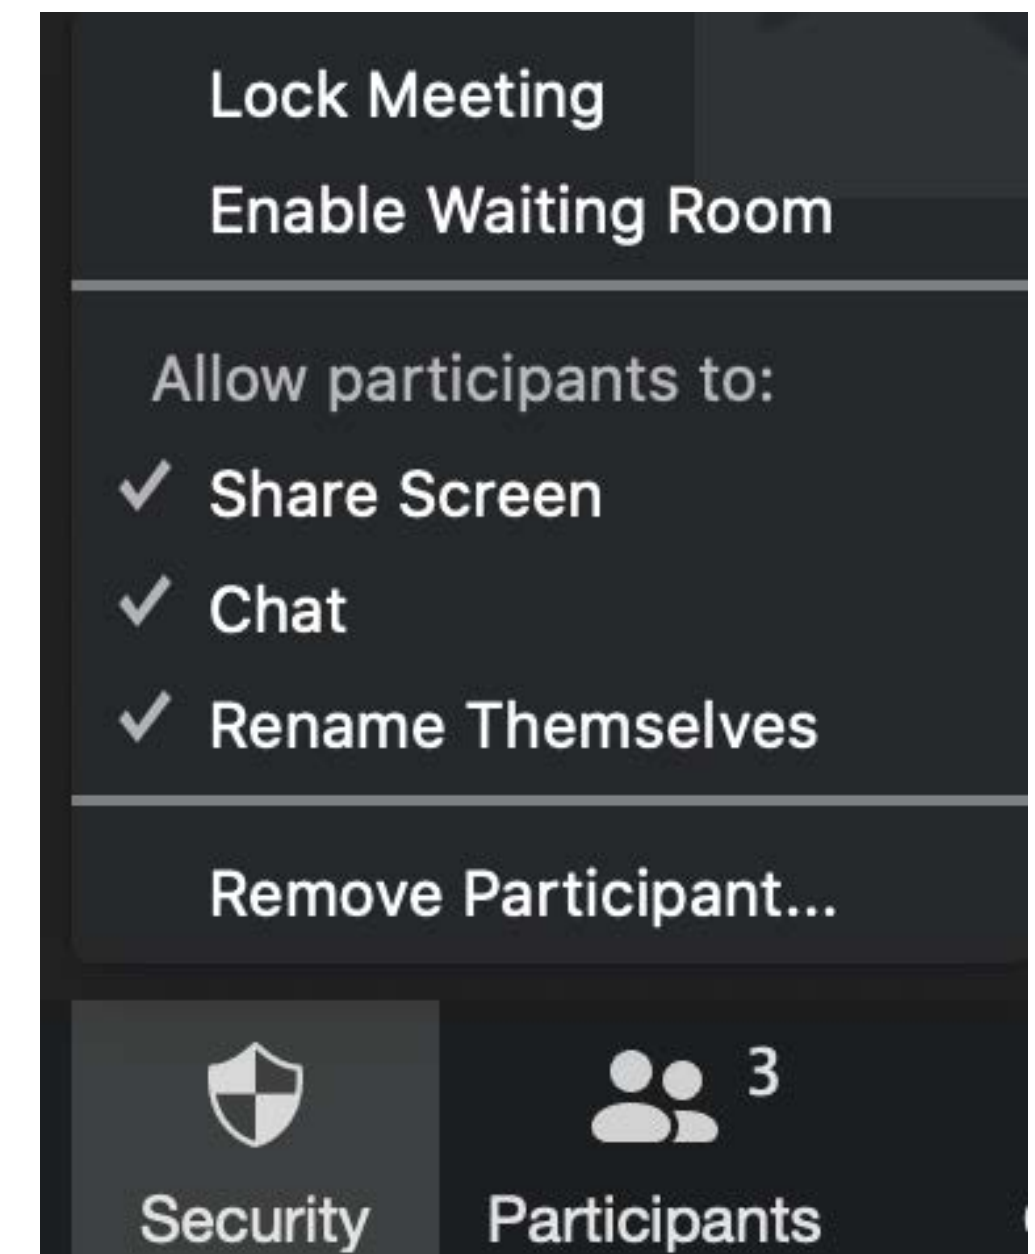 Lock Meeting
Enable Waiting Room
Allow participants to:
Share Screen
Chat
Rename Themselves
Remove Participant...
3
Security
Participants